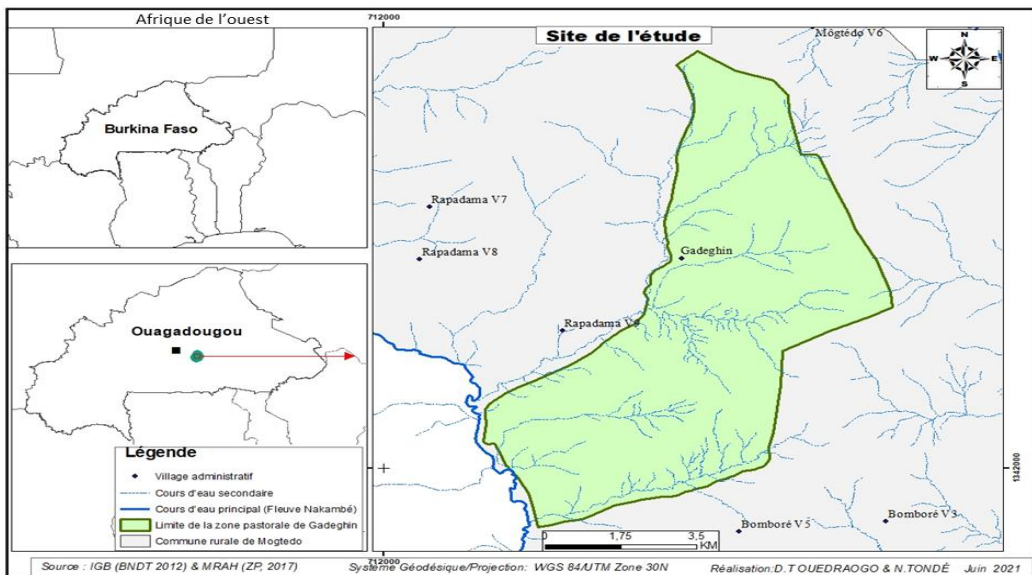 Afrique de l'ouest
Burkina Faso
Ouagadougou
Légende
Village administratif
Cours d'eau secondaire
Cours d'eau principal (Fleuve Nakambé)
Limite de la zone pastorale de Gadeghin
Commune rurale de Mogtedo
712000
Site de l'étude
Mogtédo V6
N
W E
S
Rapadama V7
Rapadama V8
Gadeghin
Rapadama V9
Bomboré V5
Bomboré V3
1342000
0 1,75 3,5
KM
712000
Source : IGB (BNDT 2012) & MRAH (ZP, 2017) Système Géodésique/Projection: WGS 84/UTM Zone 30N Réalisation:D.T OUEDRAOGO & N.TONDÉ Juin 2021